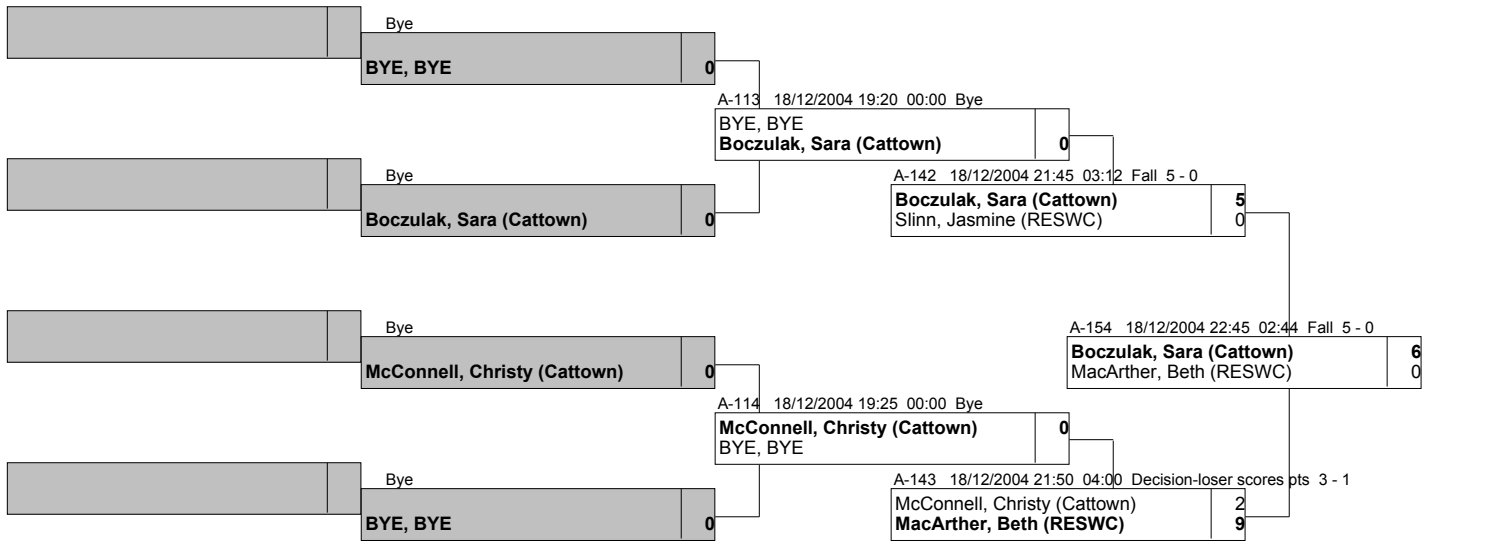 Bye
BYE, BYE 0
A-113 18/12/2004 19:20 00:00 Bye
BYE, BYE
Boczulak, Sara (Cattown) 0
Bye
Boczulak, Sara (Cattown) 0
A-142 18/12/2004 21:45 03:12 Fall 5 - 0
Boczulak, Sara (Cattown) 5
Slinn, Jasmine (RESWC) 0
Bye
McConnell, Christy (Cattown) 0
A-154 18/12/2004 22:45 02:44 Fall 5 - 0
Boczulak, Sara (Cattown) 6
MacArther, Beth (RESWC) 0
A-114 18/12/2004 19:25 00:00 Bye
McConnell, Christy (Cattown) 0
BYE, BYE
Bye
BYE, BYE 0
A-143 18/12/2004 21:50 04:00 Decision-loser scores pts 3 - 1
McConnell, Christy (Cattown) 2
MacArther, Beth (RESWC) 9